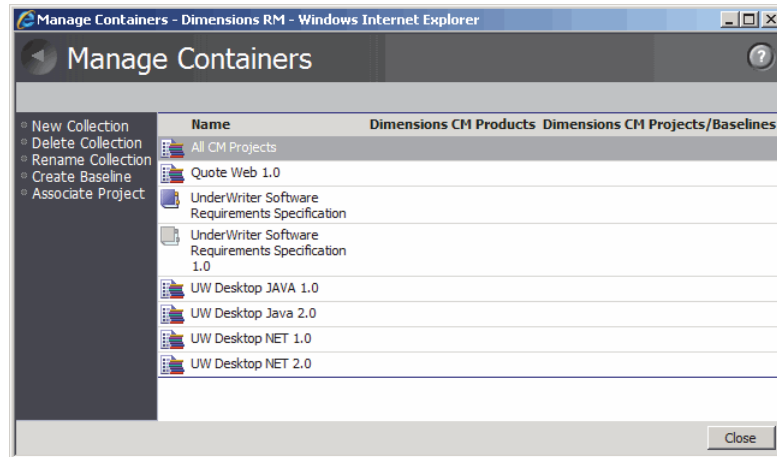 Manage Containers - Dimensions RM - Windows Internet Explorer
Manage Containers
?
New Collection
Delete Collection
Rename Collection
Create Baseline
Associate Project
Name Dimensions CM Products Dimensions CM Projects/Baselines
All CM Projects
Quote Web 1.0
UnderWriter Software
Requirements Specification
UnderWriter Software
Requirements Specification
1.0
UW Desktop JAVA 1.0
UW Desktop Java 2.0
UW Desktop NET 1.0
UW Desktop NET 2.0
Close